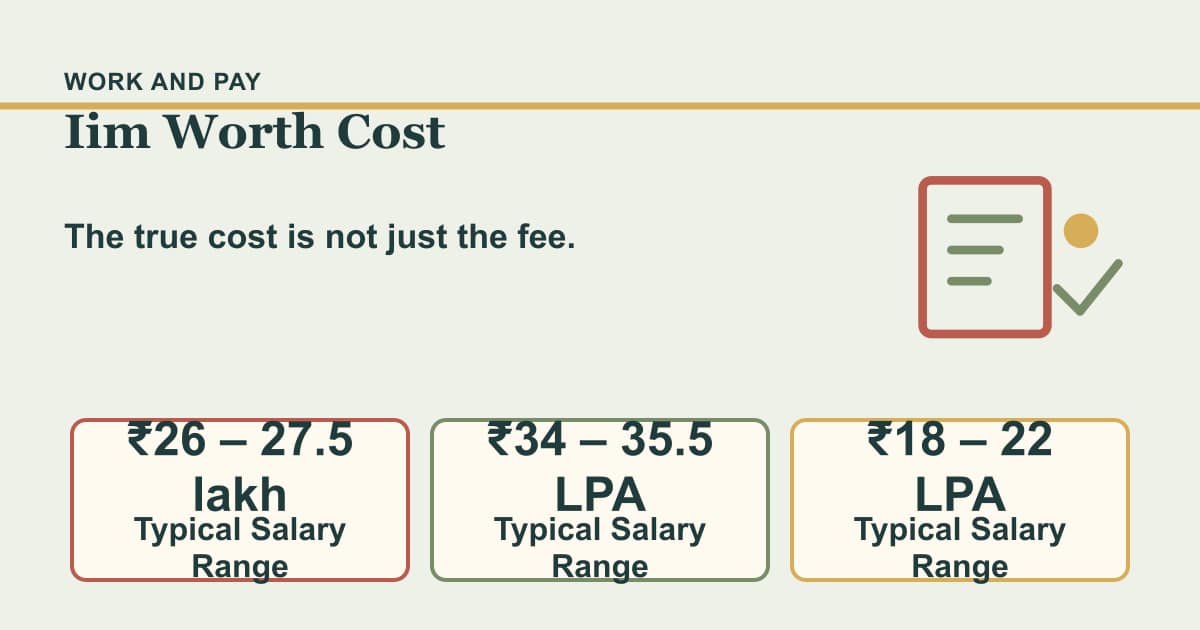 WORK AND PAY
Iim Worth Cost
The true cost is not just the fee.
₹26 – 27.5
lakh
Typical Salary
Range
₹34 – 35.5
LPA
Typical Salary
Range
₹18 – 22
LPA
Typical Salary
Range